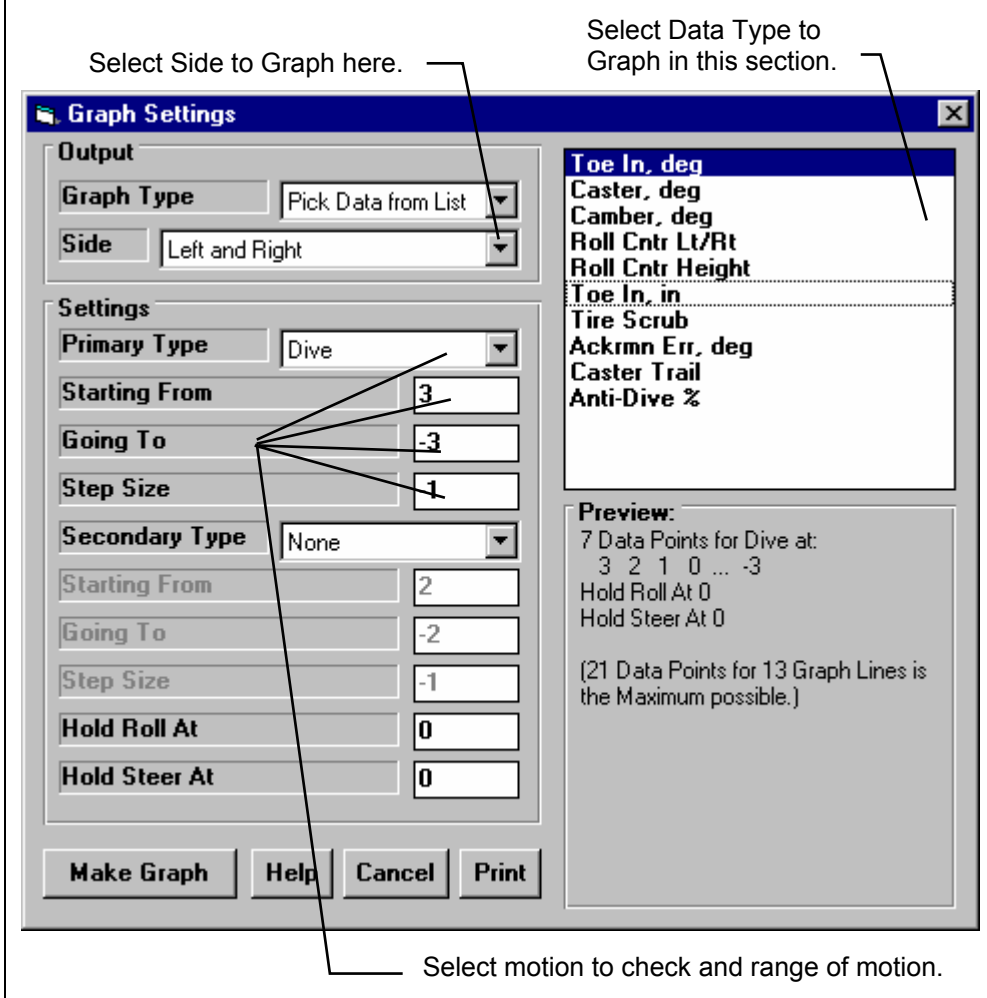 Select Side to Graph here.
Select Data Type to
Graph in this section.
Graph Settings
Output
Graph Type
Pick Data from List
Side
Left and Right
Settings
Primary Type
Dive
Starting From
3
Going To
-3
Step Size
-1
Secondary Type
None
Starting From
2
Going To
-2
Step Size
-1
Hold Roll At
0
Hold Steer At
0
Make Graph
Help
Cancel
Print
Toe In, deg
Caster, deg
Camber, deg
Roll Cntr Lt/Rt
Roll Cntr Height
Toe In, in
Tire Scrub
Ackrmn Err, deg
Caster Trail
Anti-Dive %
Preview:
7 Data Points for Dive at:
3 2 1 0 ... -3
Hold Roll At 0
Hold Steer At 0
(21 Data Points for 13 Graph Lines is
the Maximum possible.)
Select motion to check and range of motion.